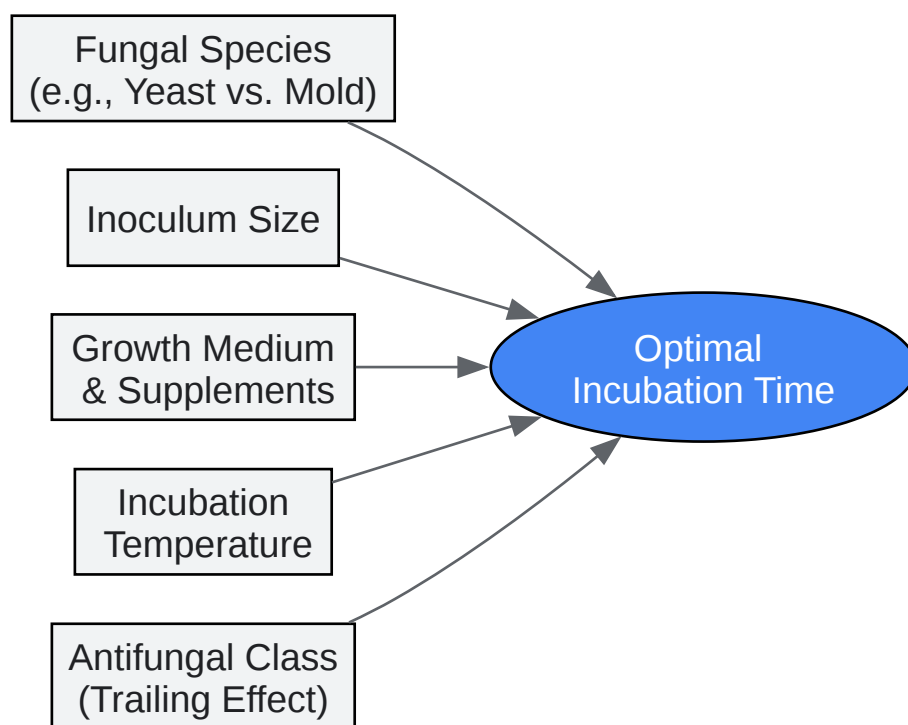 Fungal Species
(e.g., Yeast vs. Mold)
Inoculum Size
Growth Medium
& Supplements
Optimal
Incubation Time
Incubation
Temperature
Antifungal Class
(Trailing Effect)